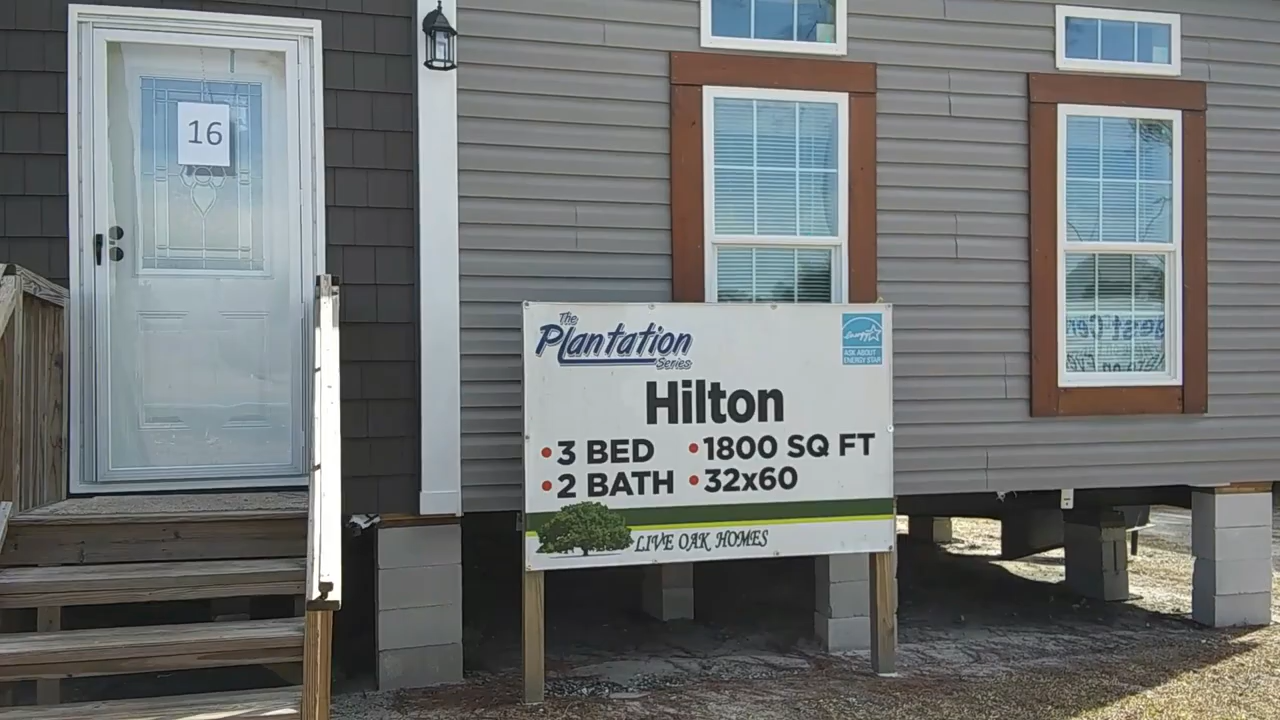 16
The
Plantation
Series
energy
ASK ABOUT
ENERGY STAR
Hilton
• 3 BED • 1800 SQ FT
• 2 BATH • 32x60
LIVE OAK HOMES